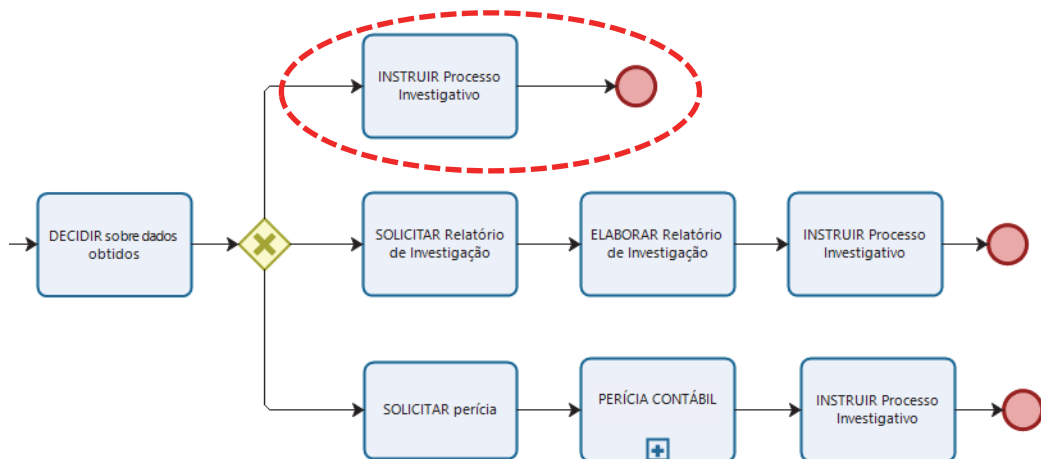 INSTRUIR Processo
Investigativo
DECIDIR sobre dados
obtidos
SOLICITAR Relatório
de Investigação
ELABORAR Relatório
de Investigação
INSTRUIR Processo
Investigativo
SOLICITAR perícia
PERÍCIA CONTÁBIL
INSTRUIR Processo
Investigativo